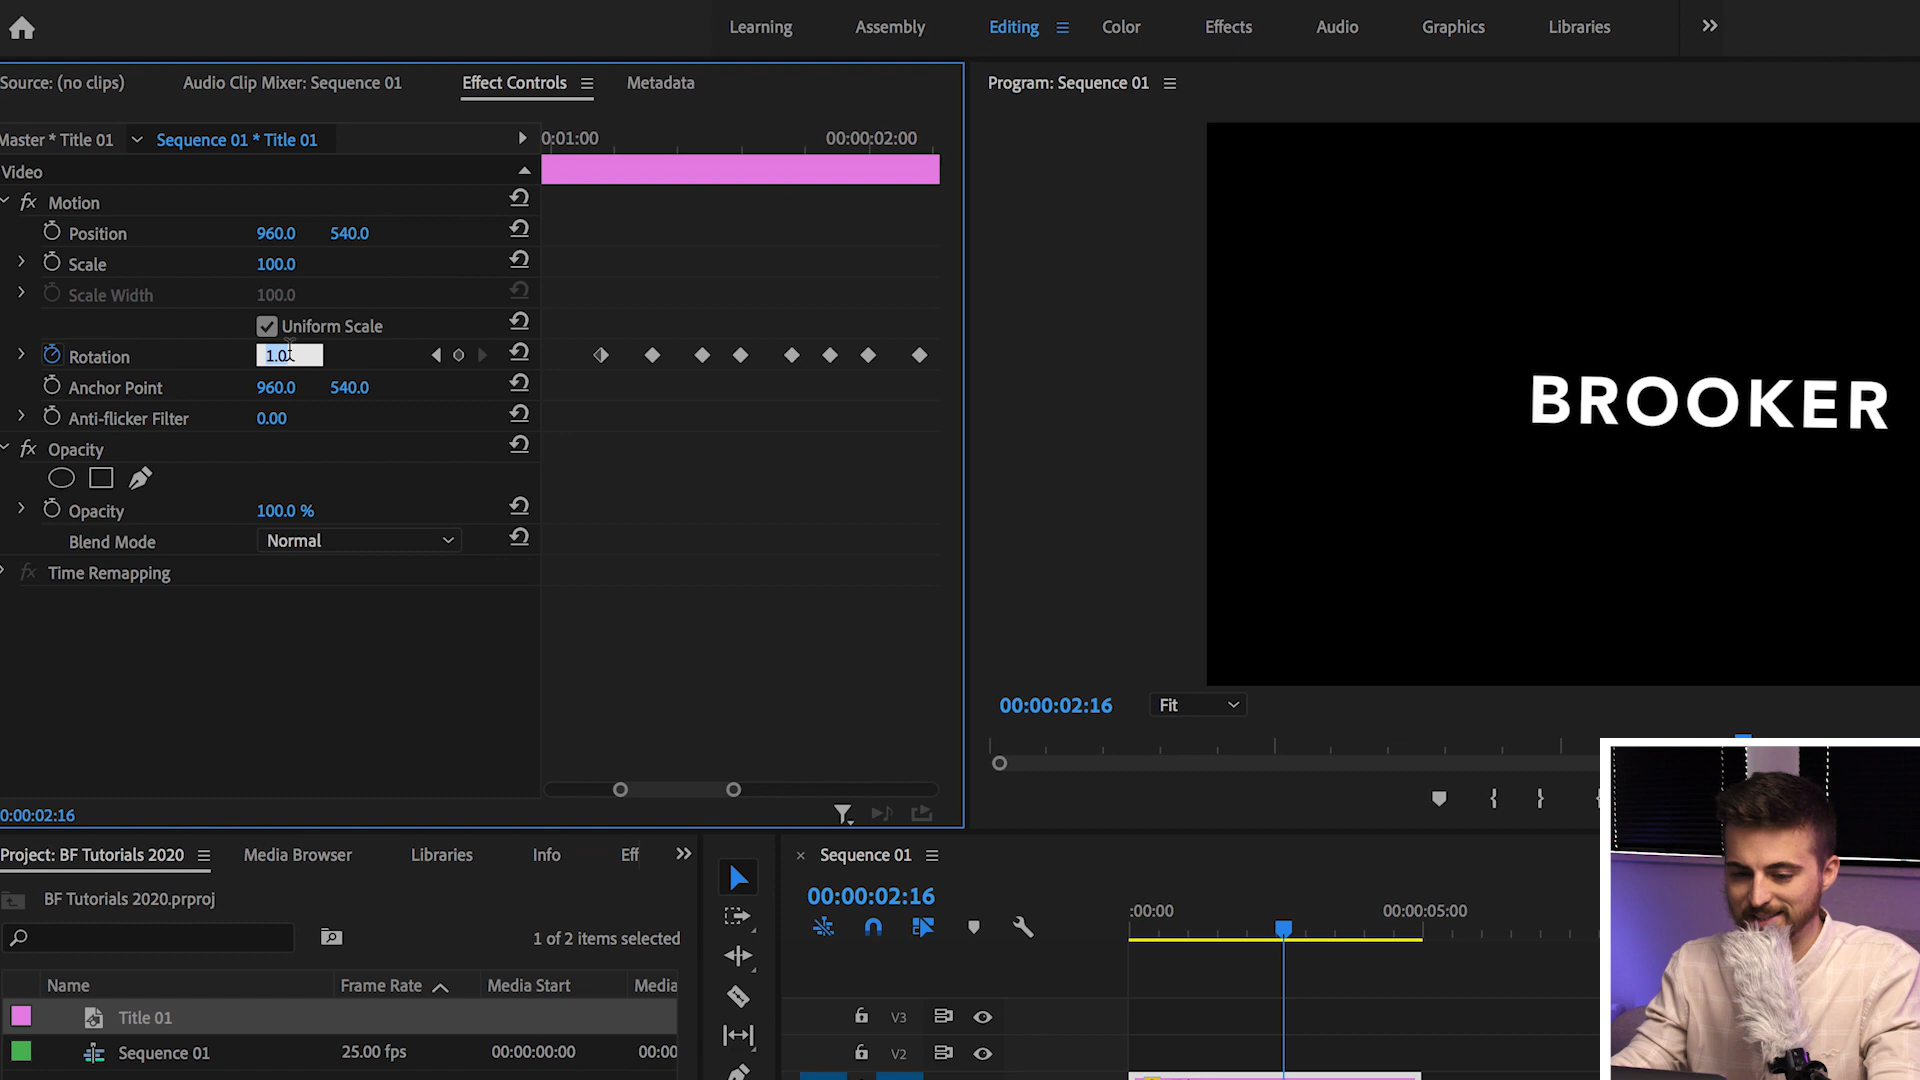 Learning Assembly Editing Color Effects Audio Graphics Libraries
Source: (no clips) Audio Clip Mixer: Sequence 01 Effect Controls Metadata
Program: Sequence 01
Master * Title 01 Sequence 01 * Title 01
0:01:00 00:00:02:00
Video
fx Motion
Position 960.0 540.0
Scale 100.0
Scale Width 100.0
Uniform Scale
Rotation 1.0
Anchor Point 960.0 540.0
Anti-flicker Filter 0.00
fx Opacity
Opacity 100.0 %
Blend Mode Normal
fx Time Remapping
BROOKER
00:00:02:16 Fit
0:00:02:16
Project: BF Tutorials 2020 Media Browser Libraries Info Eff
BF Tutorials 2020.prproj
1 of 2 items selected
Name Frame Rate Media Start Media
Title 01
Sequence 01 25.00 fps 00:00:00:00 00:00
Sequence 01
00:00:02:16
:00:00 00:00:05:00
V3
V2